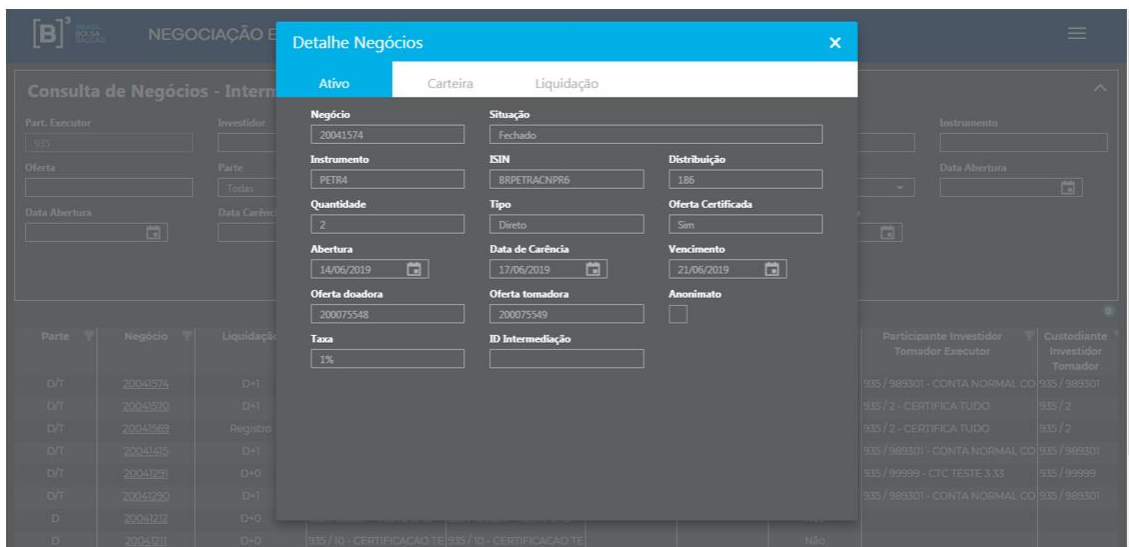 [B]³ BRASIL BOLSA BALCÃO
NEGOCIAÇÃO E
Detalhe Negócios
×
Ativo Carteira Liquidação
Consulta de Negócios - Interm
Part. Executor Investidor Instrumento
935
Oferta Parte Data Abertura
Todas
Data Abertura Data Carênc
Negócio Situação
20041574 Fechado
Instrumento ISIN Distribuição
PETR4 BRPETRACNPR6 186
Quantidade Tipo Oferta Certificada
2 Direto Sim
Abertura Data de Carência Vencimento
14/06/2019 17/06/2019 21/06/2019
Oferta doadora Oferta tomadora Anonimato
200075548 200075549
Taxa ID Intermediação
1%
Parte Negócio Liquidação Participante Investidor Tomador Executor Custodiante Investidor Tomador
D/T 20041574 D+1 935 / 989301 - CONTA NORMAL CO 935 / 989301
D/T 20041570 D+1 935 / 2 - CERTIFICA TUDO 935 / 2
D/T 20041569 Registro 935 / 2 - CERTIFICA TUDO 935 / 2
D/T 20041415 D+1 935 / 989301 - CONTA NORMAL CO 935 / 989301
D/T 20041291 D+0 935 / 99999 - CTC TESTE 3 33 935 / 99999
D/T 20041290 D+1 935 / 989301 - CONTA NORMAL CO 935 / 989301
D 20041212 D+0 Não
D 20041211 D+0 935 / 10 - CERTIFICACAO TE 935 / 10 - CERTIFICACAO TE Não